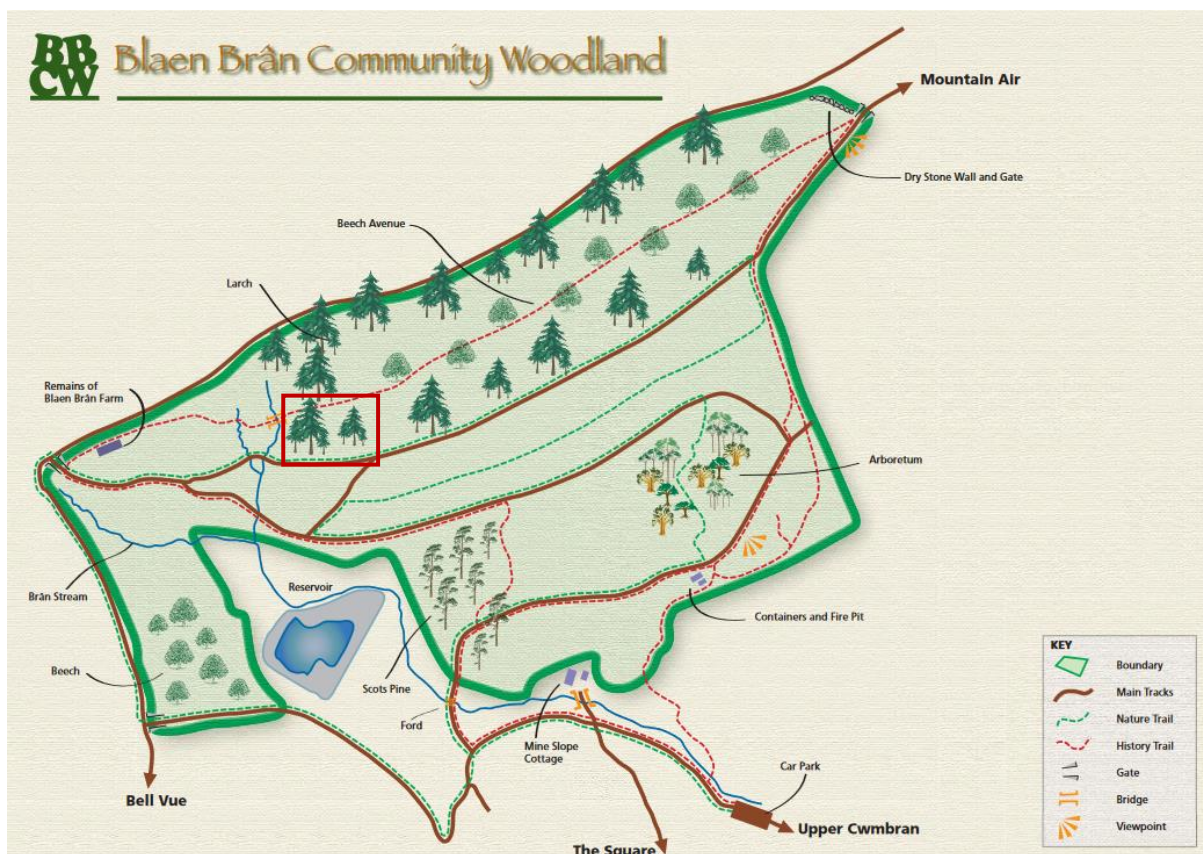 BB
CW
Blaen Brân Community Woodland
Mountain Air
Dry Stone Wall and Gate
Beech Avenue
Larch
Remains of
Blaen Brân Farm
Arboretum
Reservoir
Brân Stream
Containers and Fire Pit
Beech
Scots Pine
Ford
Mine Slope
Cottage
Car Park
Bell Vue
Upper Cwmbran
The Square
KEY
Boundary
Main Tracks
Nature Trail
History Trail
Gate
Bridge
Viewpoint